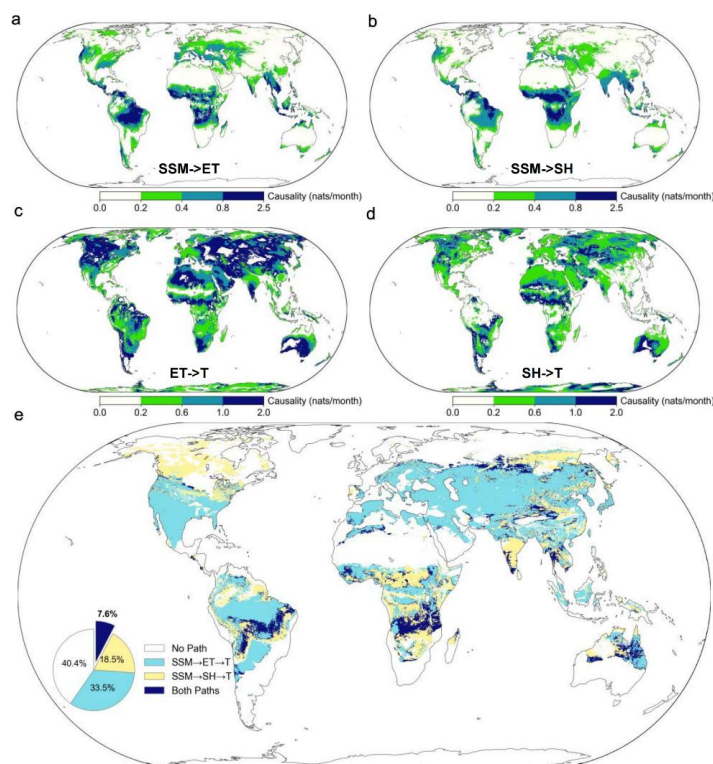 a
b
SSM->ET
SSM->SH
Causality (nats/month)
0.0 0.2 0.4 0.8 2.5
Causality (nats/month)
0.0 0.2 0.4 0.8 2.5
c
d
ET->T
SH->T
Causality (nats/month)
0.0 0.2 0.6 1.0 2.0
Causality (nats/month)
0.0 0.2 0.6 1.0 2.0
e
7.6%
40.4%
18.5%
33.5%
No Path
SSM→ET→T
SSM→SH→T
Both Paths